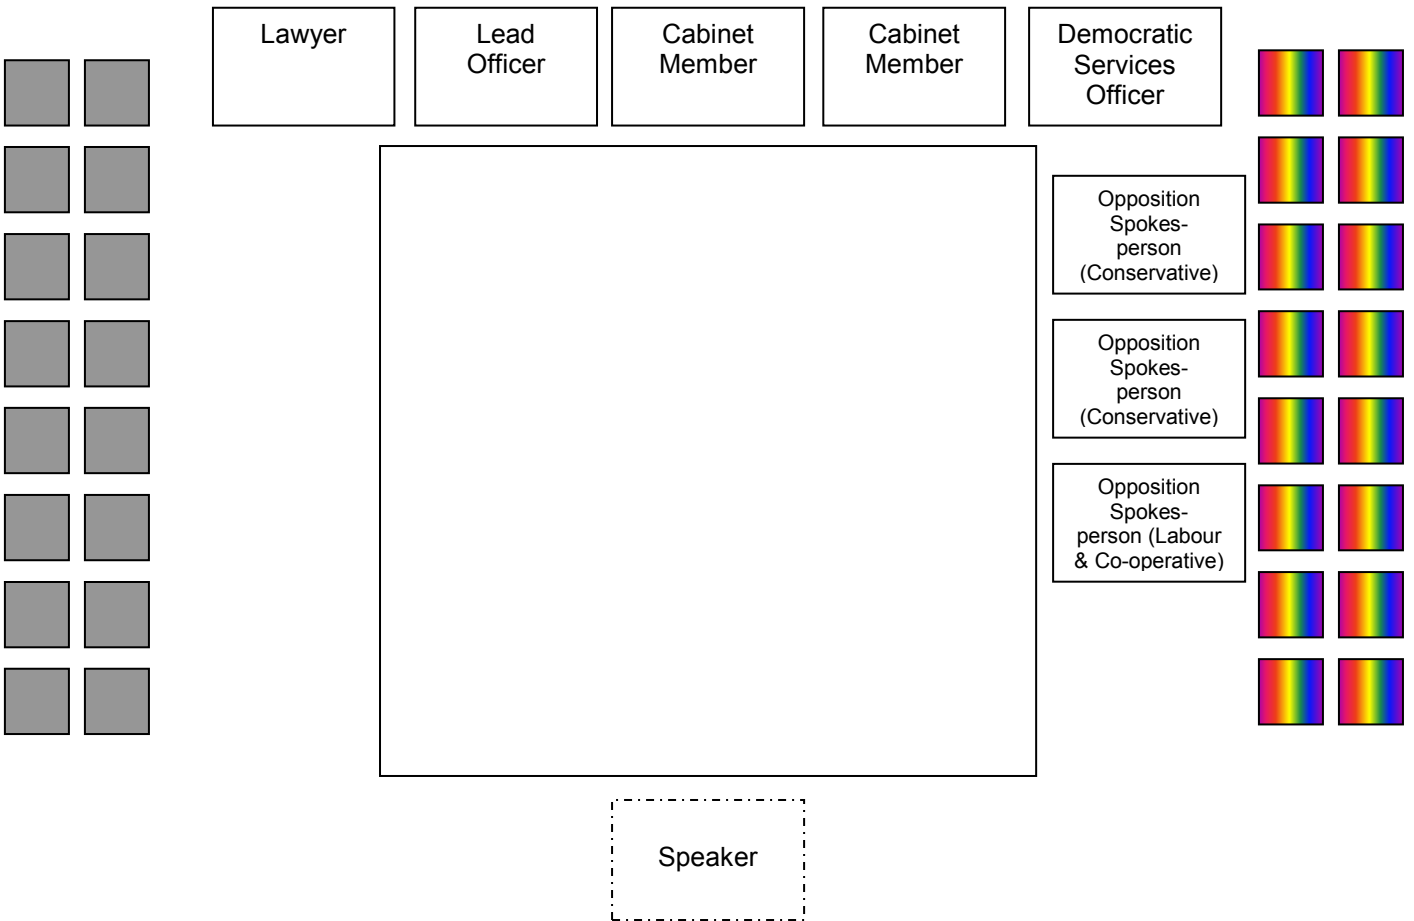 Lawyer
Lead
Officer
Cabinet
Member
Cabinet
Member
Democratic
Services
Officer
Opposition
Spokes-
person
(Conservative)
Opposition
Spokes-
person
(Conservative)
Opposition
Spokes-
person (Labour
& Co-operative)
Speaker